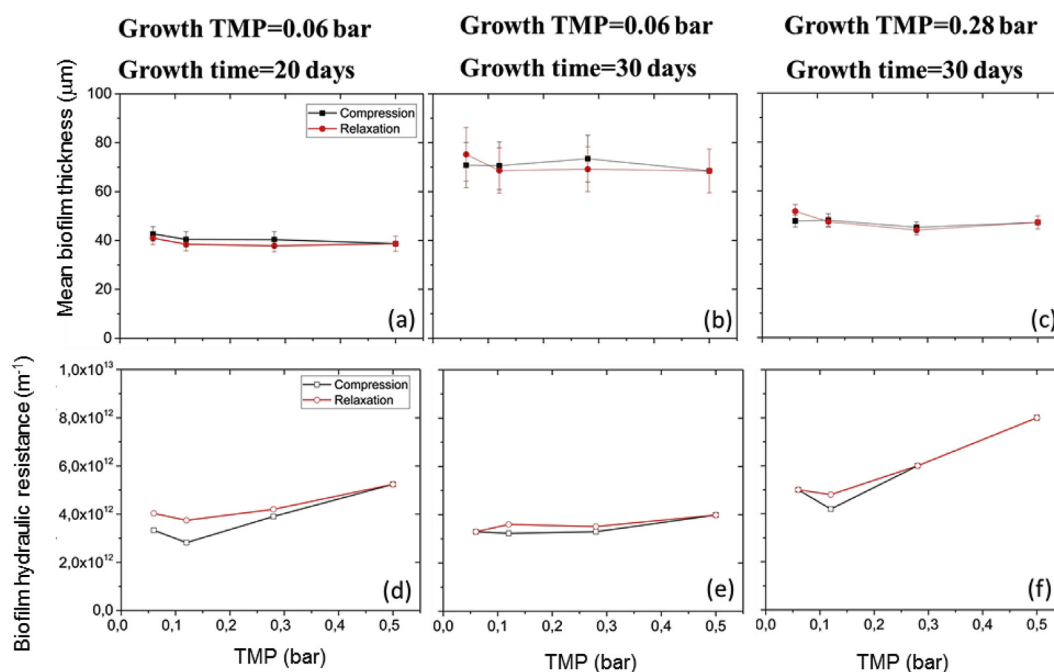 Growth TMP=0.06 bar
Growth time=20 days
Growth TMP=0.06 bar
Growth time=30 days
Growth TMP=0.28 bar
Growth time=30 days
Mean biofilm thickness (μm)
100
80
60
40
20
0
Compression
Relaxation
(a)
(b)
(c)
Biofilm hydraulic resistance (m⁻¹)
1,0x10¹³
8,0x10¹²
6,0x10¹²
4,0x10¹²
2,0x10¹²
0,0
Compression
Relaxation
(d)
(e)
(f)
0,0 0,1 0,2 0,3 0,4 0,5
0,0 0,1 0,2 0,3 0,4 0,5
0,0 0,1 0,2 0,3 0,4 0,5
TMP (bar)
TMP (bar)
TMP (bar)